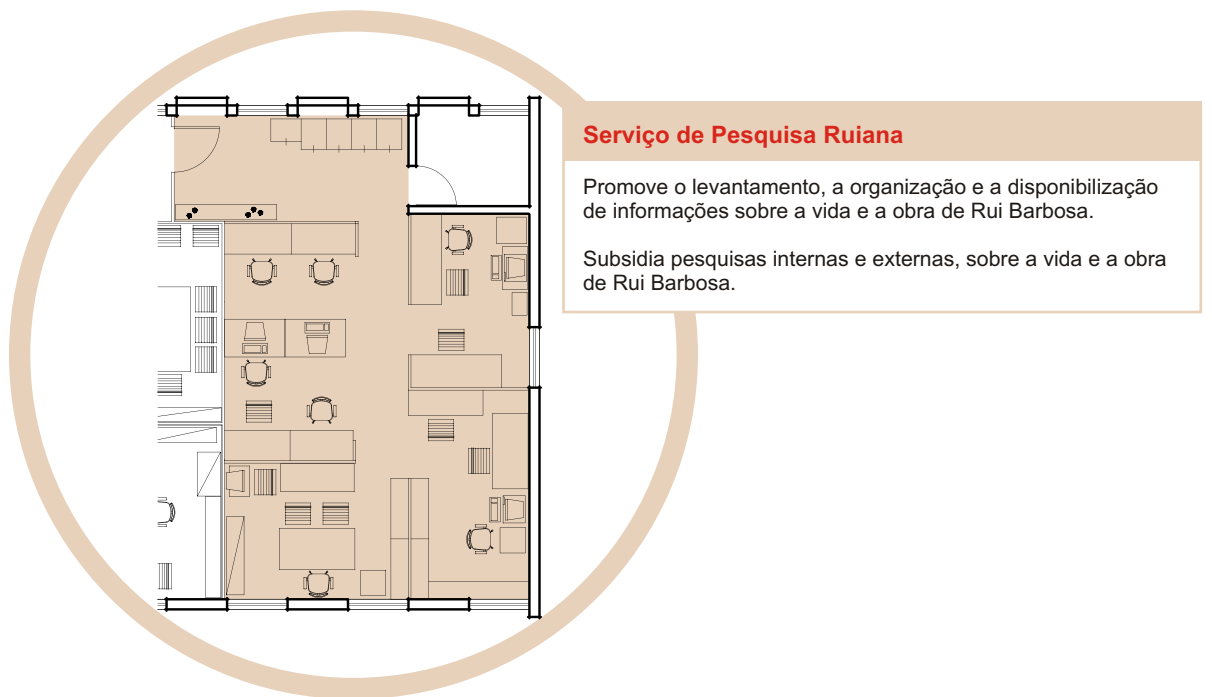 Serviço de Pesquisa Ruiana
Promove o levantamento, a organização e a disponibilização
de informações sobre a vida e a obra de Rui Barbosa.
Subsidia pesquisas internas e externas, sobre a vida e a obra
de Rui Barbosa.